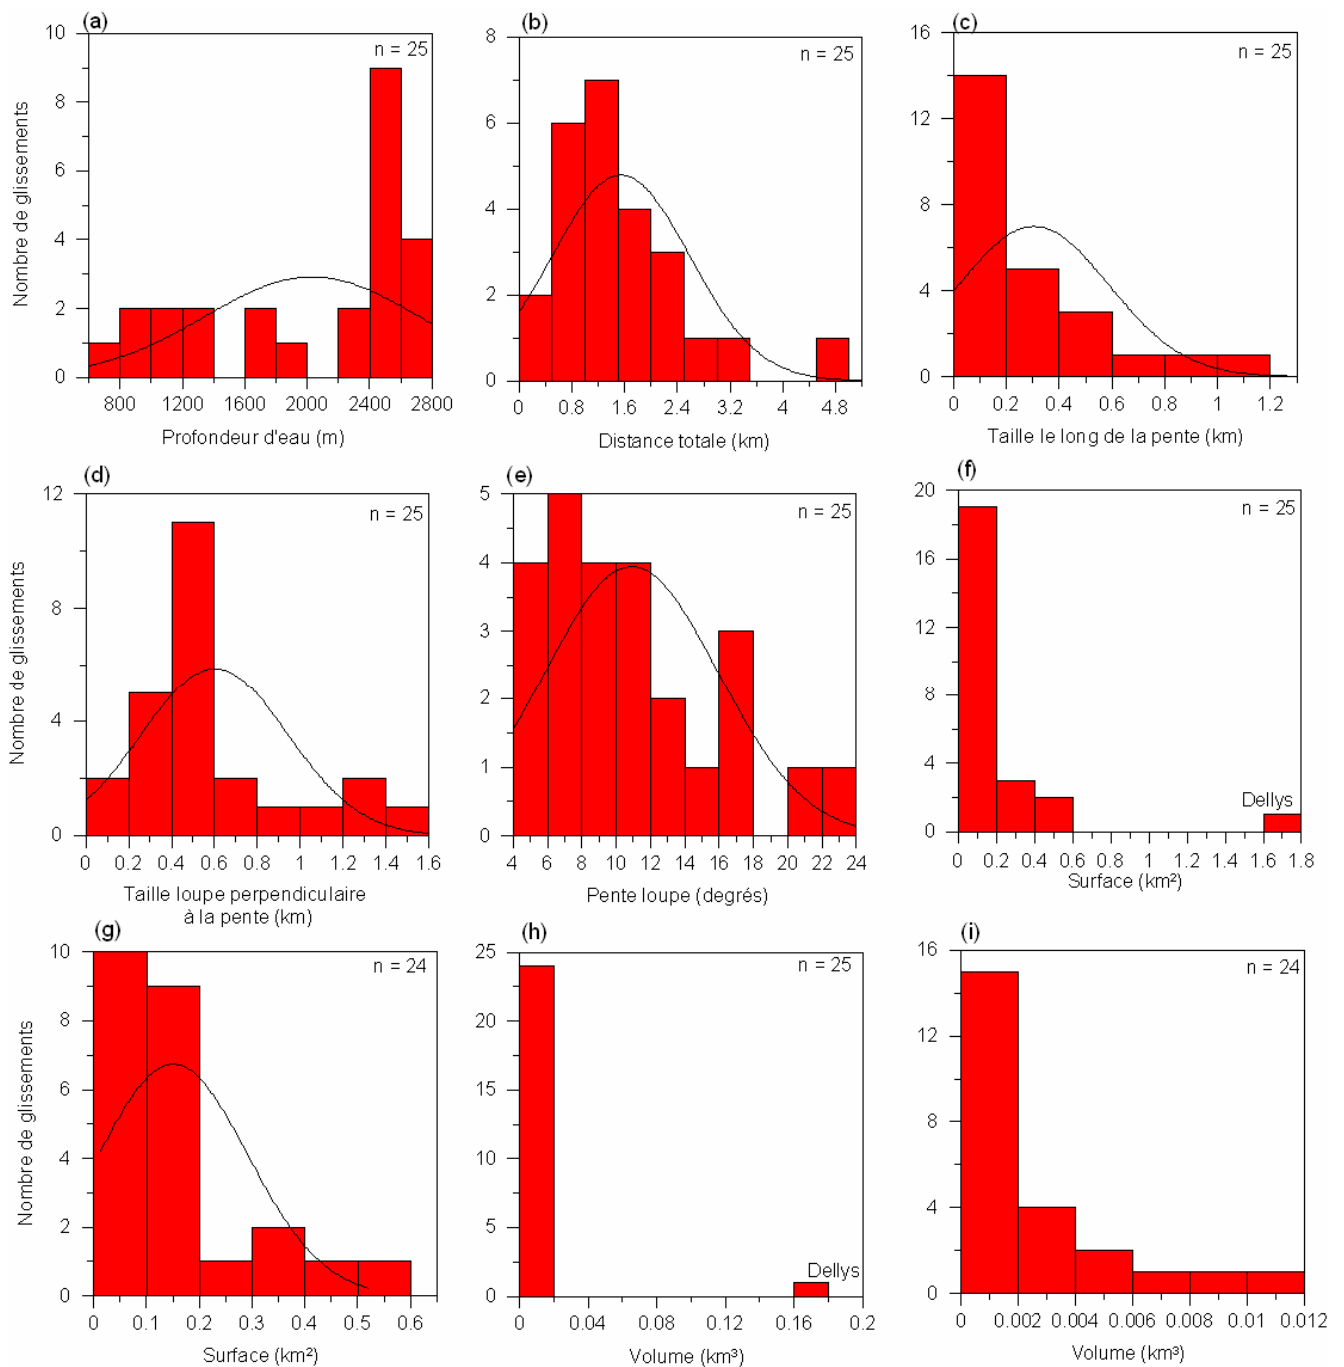 (a)
n = 25
Nombre de glissements
10
8
6
4
2
0
800 1200 1600 2000 2400 2800
Profondeur d'eau (m)
(b)
n = 25
8
6
4
2
0
0 0.8 1.6 2.4 3.2 4 4.8
Distance totale (km)
(c)
n = 25
16
12
8
4
0
0 0.2 0.4 0.6 0.8 1 1.2
Taille le long de la pente (km)
(d)
n = 25
Nombre de glissements
12
8
4
0
0 0.2 0.4 0.6 0.8 1 1.2 1.4 1.6
Taille loupe perpendiculaire
à la pente (km)
(e)
n = 25
5
4
3
2
1
0
4 6 8 10 12 14 16 18 20 22 24
Pente loupe (degrés)
(f)
n = 25
20
16
12
8
4
0
Dellys
0 0.2 0.4 0.6 0.8 1 1.2 1.4 1.6 1.8
Surface (km²)
(g)
n = 24
Nombre de glissements
10
8
6
4
2
0
0 0.1 0.2 0.3 0.4 0.5 0.6
Surface (km²)
(h)
n = 25
25
20
15
10
5
0
Dellys
0 0.04 0.08 0.12 0.16 0.2
Volume (km³)
(i)
n = 24
16
12
8
4
0
0 0.002 0.004 0.006 0.008 0.01 0.012
Volume (km³)